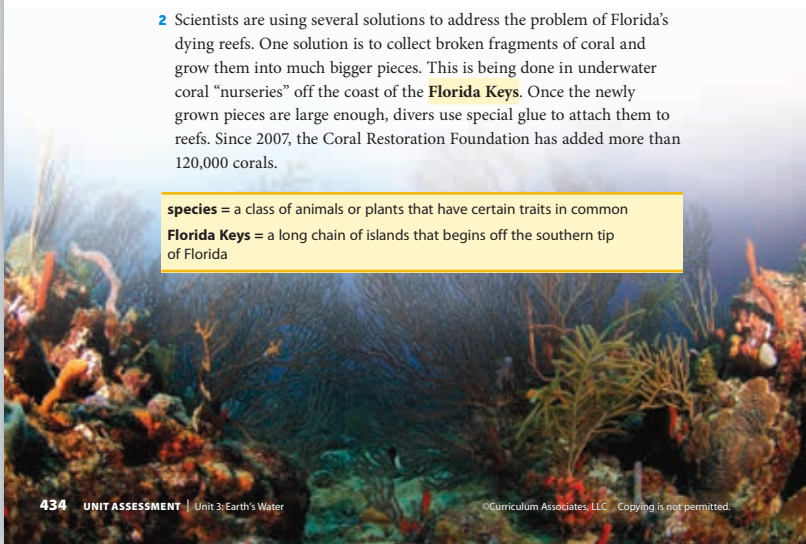 2 Scientists are using several solutions to address the problem of Florida’s
dying reefs. One solution is to collect broken fragments of coral and
grow them into much bigger pieces. This is being done in underwater
coral “nurseries” off the coast of the Florida Keys. Once the newly
grown pieces are large enough, divers use special glue to attach them to
reefs. Since 2007, the Coral Restoration Foundation has added more than
120,000 corals.
species = a class of animals or plants that have certain traits in common
Florida Keys = a long chain of islands that begins off the southern tip
of Florida
434 UNIT ASSESSMENT | Unit 3: Earth’s Water ©Curriculum Associates, LLC Copying is not permitted.